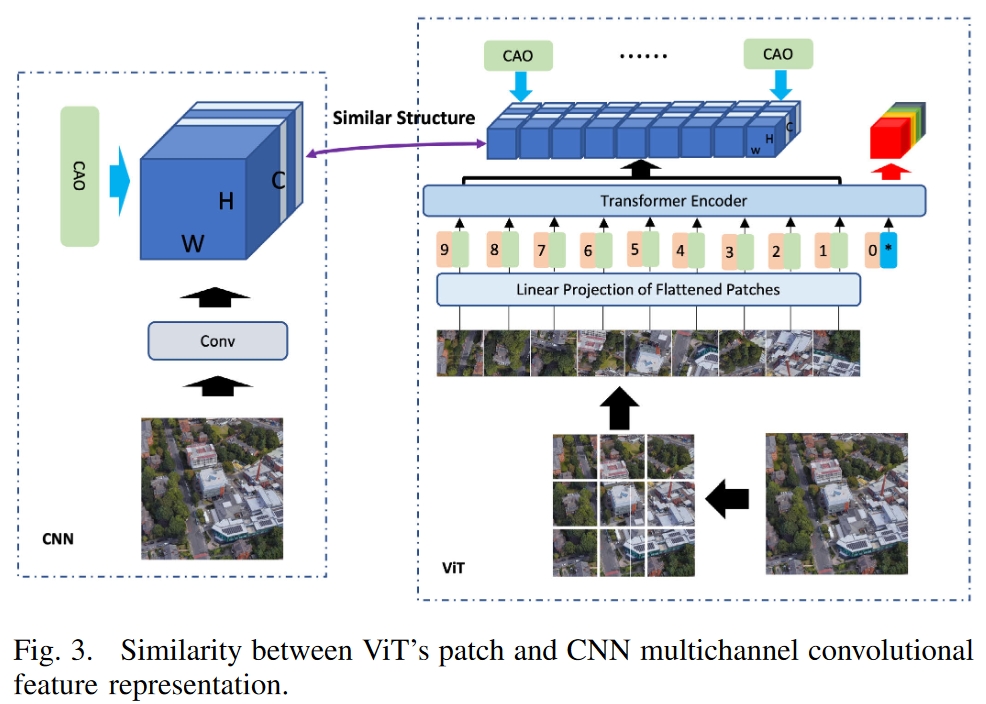 CAO
CAO
......
CAO
Similar Structure
H
C
W
H
C
W
Transformer Encoder
9 8 7 6 5 4 3 2 1 0 *
Linear Projection of Flattened Patches
Conv
CNN
ViT
Fig. 3. Similarity between ViT's patch and CNN multichannel convolutional
feature representation.